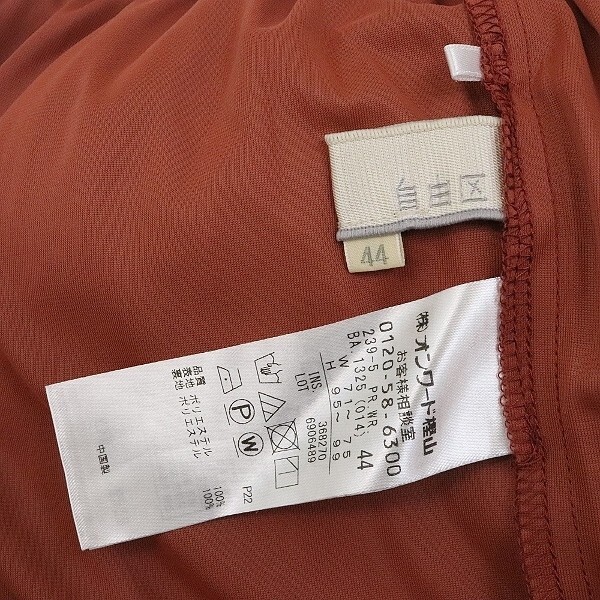 自由区
44
㈱オンワード樫山
お客様相談室
0120-58-6300
239-5 PR WR
BA 1325 (014) 44
W 71〜75
H 95〜99
INS 368270
LOT 6906489
P W
P22
品質
表地 ポリエステル 100%
裏地 ポリエステル 100%
中国製